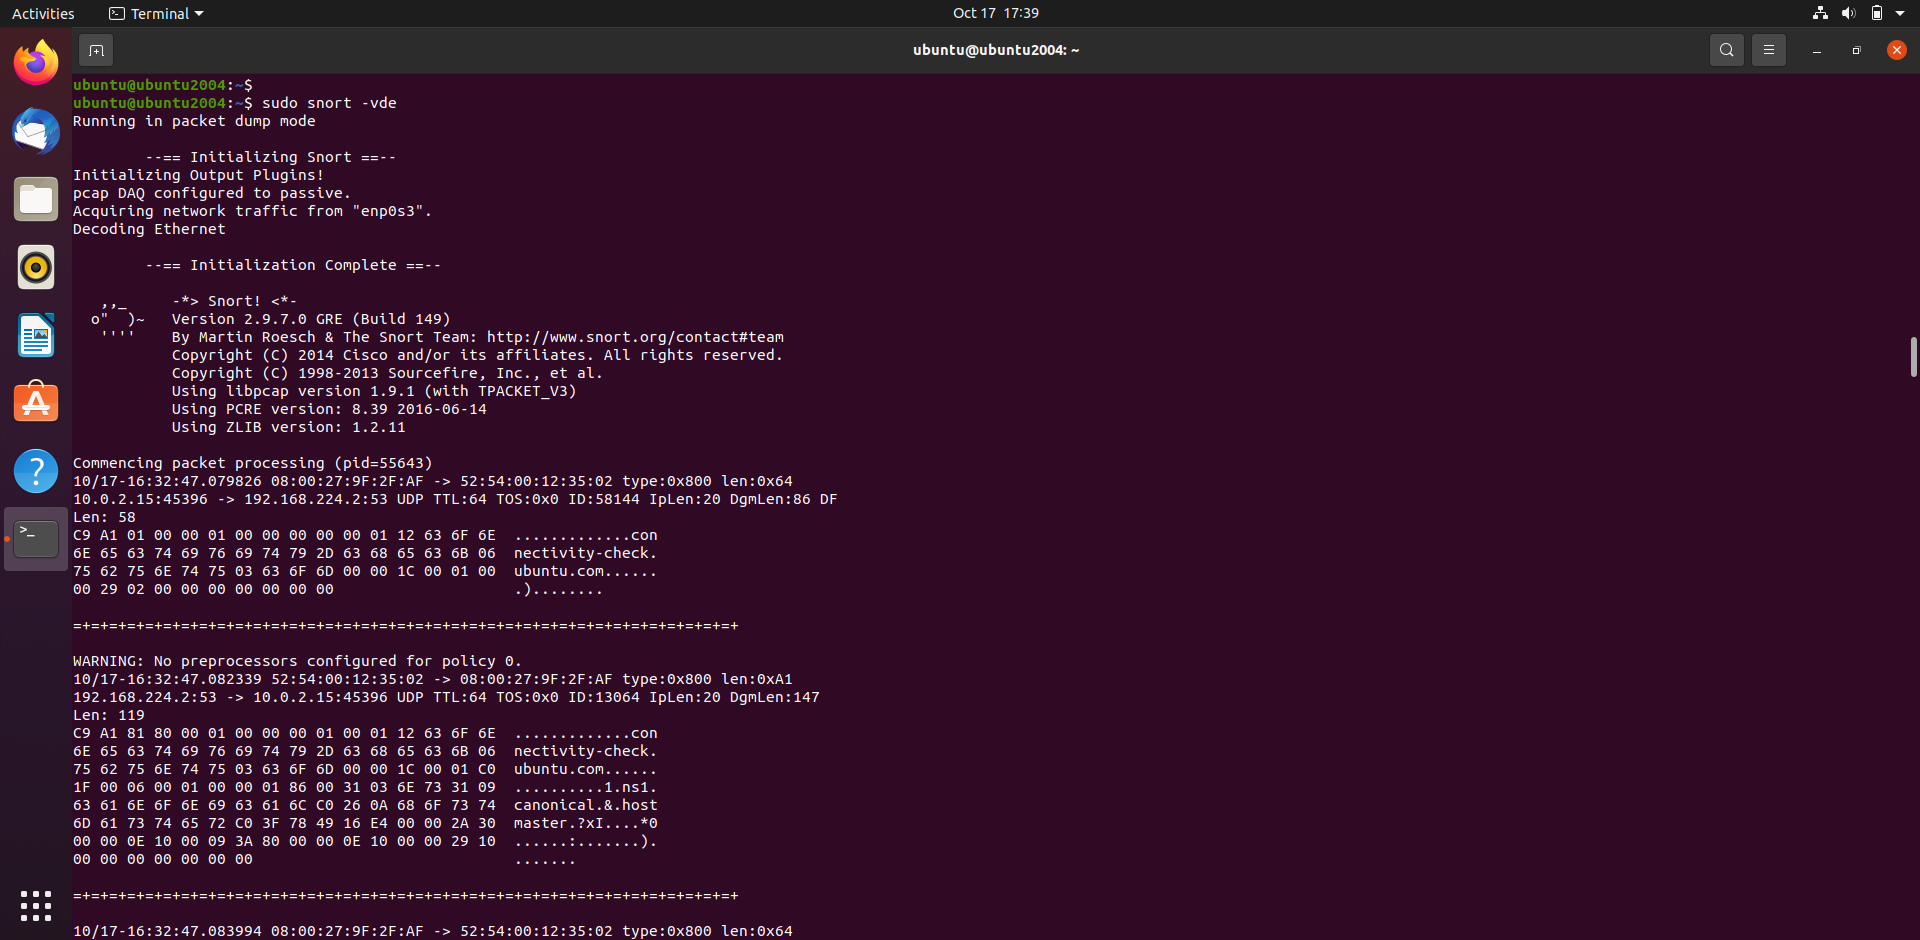 Activities
Terminal
Oct 17 17:39
ubuntu@ubuntu2004: ~
ubuntu@ubuntu2004:~$
ubuntu@ubuntu2004:~$ sudo snort -vde
Running in packet dump mode
--== Initializing Snort ==--
Initializing Output Plugins!
pcap DAQ configured to passive.
Acquiring network traffic from "enp0s3".
Decoding Ethernet
--== Initialization Complete ==--
,,_ -*> Snort! <*-
o" )~ Version 2.9.7.0 GRE (Build 149)
'''' By Martin Roesch & The Snort Team: http://www.snort.org/contact#team
Copyright (C) 2014 Cisco and/or its affiliates. All rights reserved.
Copyright (C) 1998-2013 Sourcefire, Inc., et al.
Using libpcap version 1.9.1 (with TPACKET_V3)
Using PCRE version: 8.39 2016-06-14
Using ZLIB version: 1.2.11
Commencing packet processing (pid=55643)
10/17-16:32:47.079826 08:00:27:9F:2F:AF -> 52:54:00:12:35:02 type:0x800 len:0x64
10.0.2.15:45396 -> 192.168.224.2:53 UDP TTL:64 TOS:0x0 ID:58144 IpLen:20 DgmLen:86 DF
Len: 58
C9 A1 01 00 00 01 00 00 00 00 00 01 12 63 6F 6E .............con
6E 65 63 74 69 76 69 74 79 2D 63 68 65 63 6B 06 nectivity-check.
75 62 75 6E 74 75 03 63 6F 6D 00 00 1C 00 01 00 ubuntu.com......
00 29 02 00 00 00 00 00 00 00 .)........
=+=+=+=+=+=+=+=+=+=+=+=+=+=+=+=+=+=+=+=+=+=+=+=+=+=+=+=+=+=+=+=+=+=+=+=+=+
WARNING: No preprocessors configured for policy 0.
10/17-16:32:47.082339 52:54:00:12:35:02 -> 08:00:27:9F:2F:AF type:0x800 len:0xA1
192.168.224.2:53 -> 10.0.2.15:45396 UDP TTL:64 TOS:0x0 ID:13064 IpLen:20 DgmLen:147
Len: 119
C9 A1 81 80 00 01 00 00 00 01 00 01 12 63 6F 6E .............con
6E 65 63 74 69 76 69 74 79 2D 63 68 65 63 6B 06 nectivity-check.
75 62 75 6E 74 75 03 63 6F 6D 00 00 1C 00 01 C0 ubuntu.com......
1F 00 06 00 01 00 00 01 86 00 31 03 6E 73 31 09 ..........1.ns1.
63 61 6E 6F 6E 69 63 61 6C C0 26 0A 68 6F 73 74 canonical.&.host
6D 61 73 74 65 72 C0 3F 78 49 16 E4 00 00 2A 30 master.?xI....*0
00 00 0E 10 00 09 3A 80 00 00 0E 10 00 00 29 10 ......:.......).
00 00 00 00 00 00 00 .......
=+=+=+=+=+=+=+=+=+=+=+=+=+=+=+=+=+=+=+=+=+=+=+=+=+=+=+=+=+=+=+=+=+=+=+=+=+
10/17-16:32:47.083994 08:00:27:9F:2F:AF -> 52:54:00:12:35:02 type:0x800 len:0x64